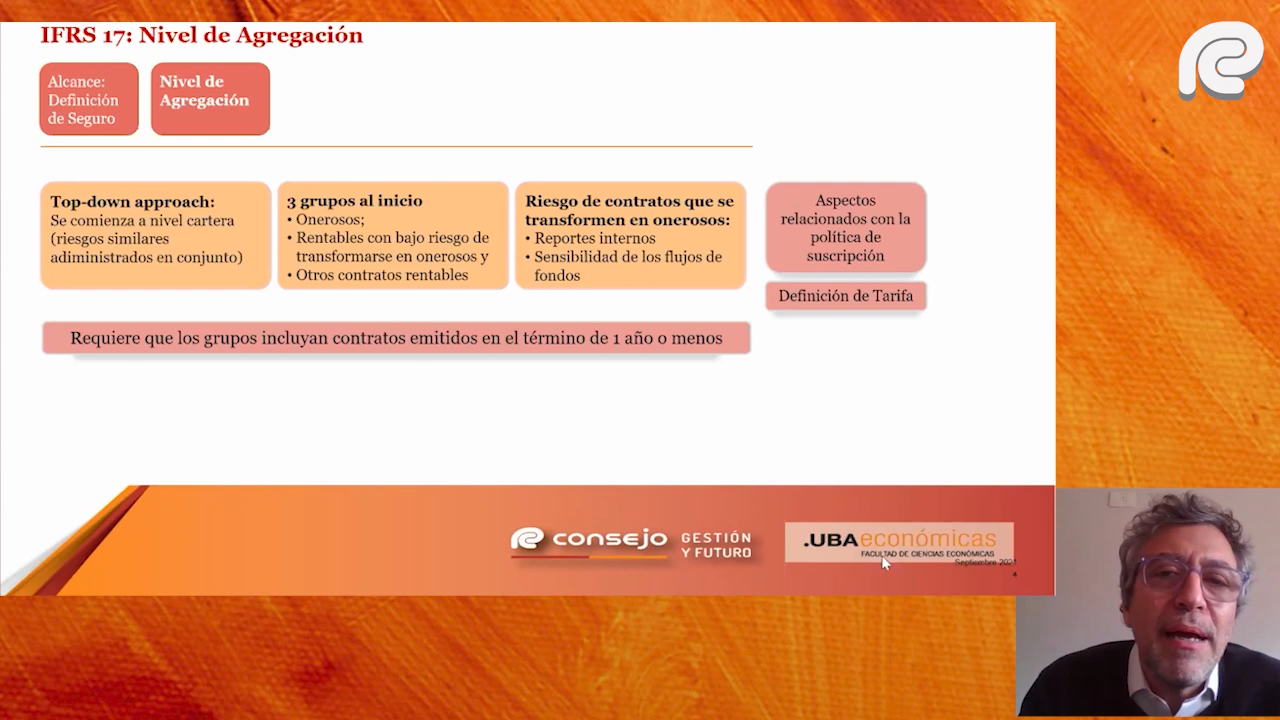 IFRS 17: Nivel de Agregación
Alcance:
Definición
de Seguro
Nivel de
Agregación
Top-down approach:
Se comienza a nivel cartera
(riesgos similares
adiministrados en conjunto)
3 grupos al inicio
• Onerosos;
• Rentables con bajo riesgo de
transformarse en onerosos y
• Otros contratos rentables
Riesgo de contratos que se
transformen en onerosos:
• Reportes internos
• Sensibilidad de los flujos de
fondos
Aspectos
relacionados con la
política de
suscripción
Definición de Tarifa
Requiere que los grupos incluyan contratos emitidos en el término de 1 año o menos
consejo
GESTIÓN
Y FUTURO
.UBAeconómicas
FACULTAD DE CIENCIAS ECONÓMICAS
Septiembre 2021
4